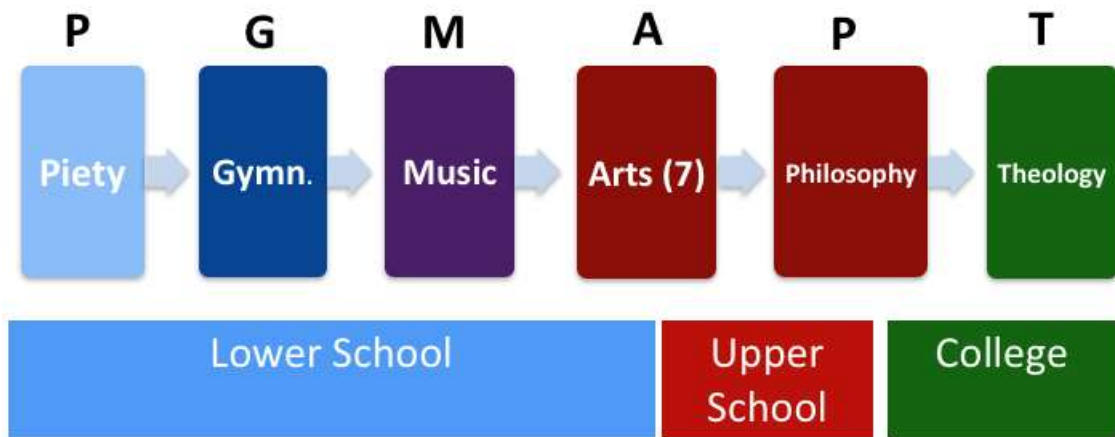 P G M A P T
Piety Gymn. Music Arts (7) Philosophy Theology
Lower School Upper School College